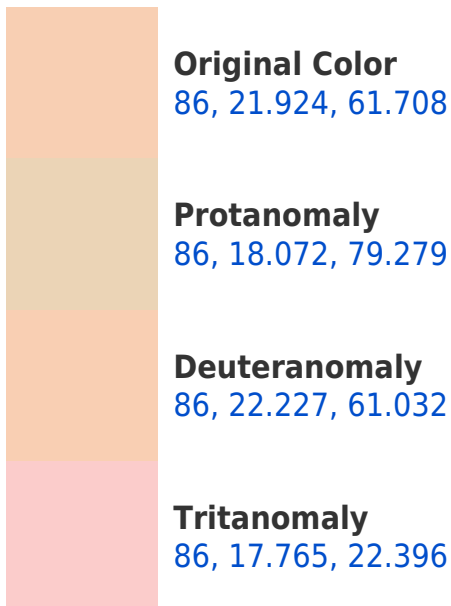 Original Color
86, 21.924, 61.708
Protanomaly
86, 18.072, 79.279
Deuteranomaly
86, 22.227, 61.032
Tritanomaly
86, 17.765, 22.396